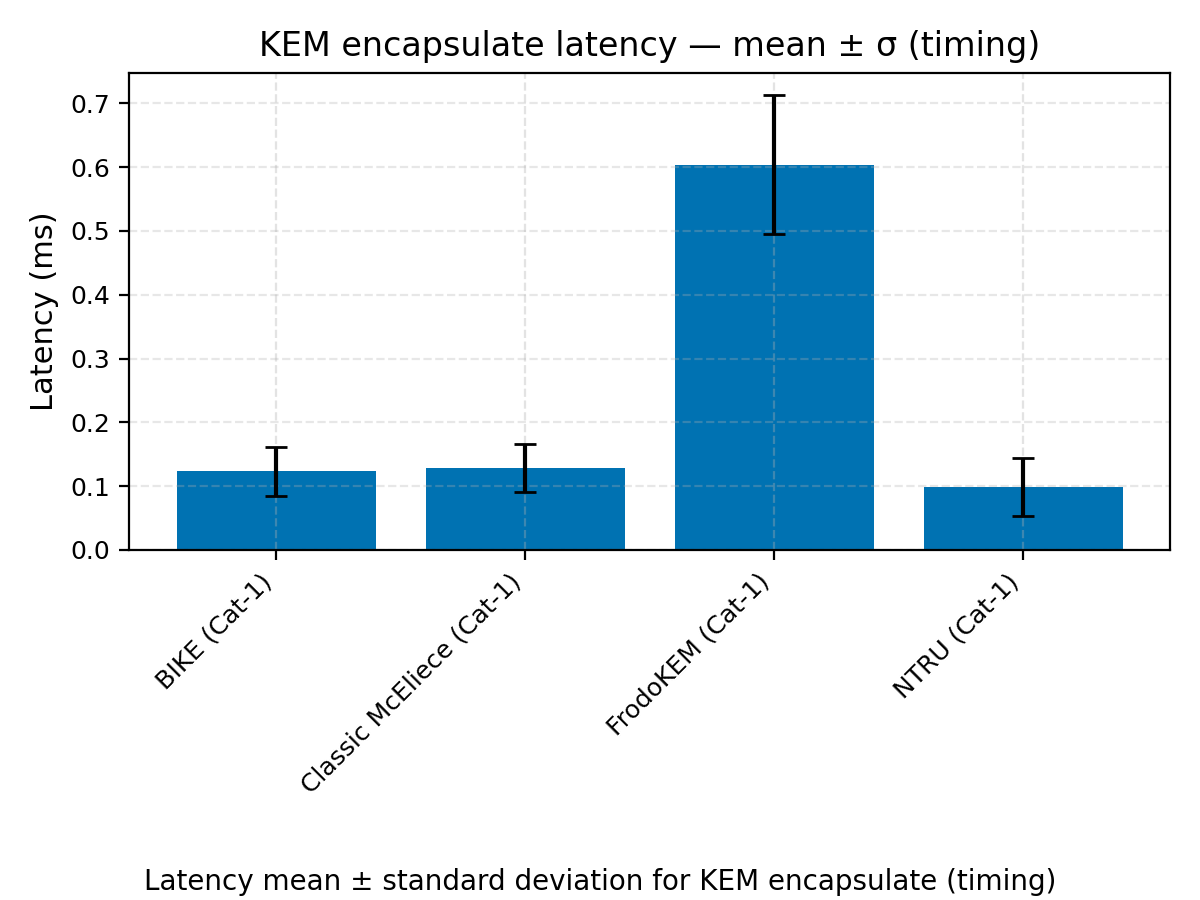 KEM encapsulate latency — mean ± σ (timing)
Latency (ms)
0.7
0.6
0.5
0.4
0.3
0.2
0.1
0.0
BIKE (Cat-1)
Classic McEliece (Cat-1)
FrodoKEM (Cat-1)
NTRU (Cat-1)
Latency mean ± standard deviation for KEM encapsulate (timing)